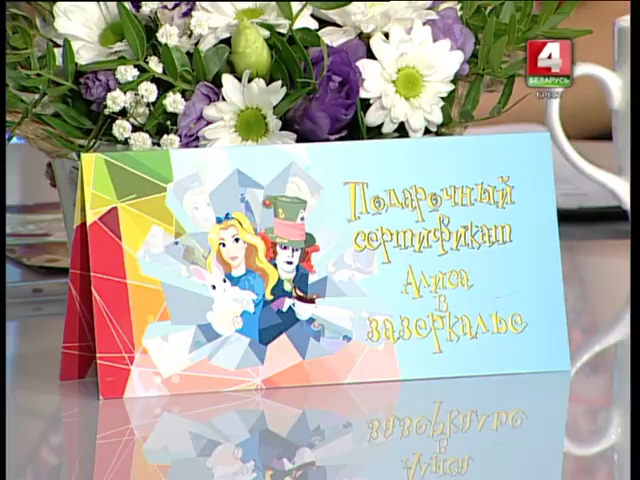 4
БЕЛАРУСЬ
Подарочный
сертификат
Алиса
в
зазеркалье